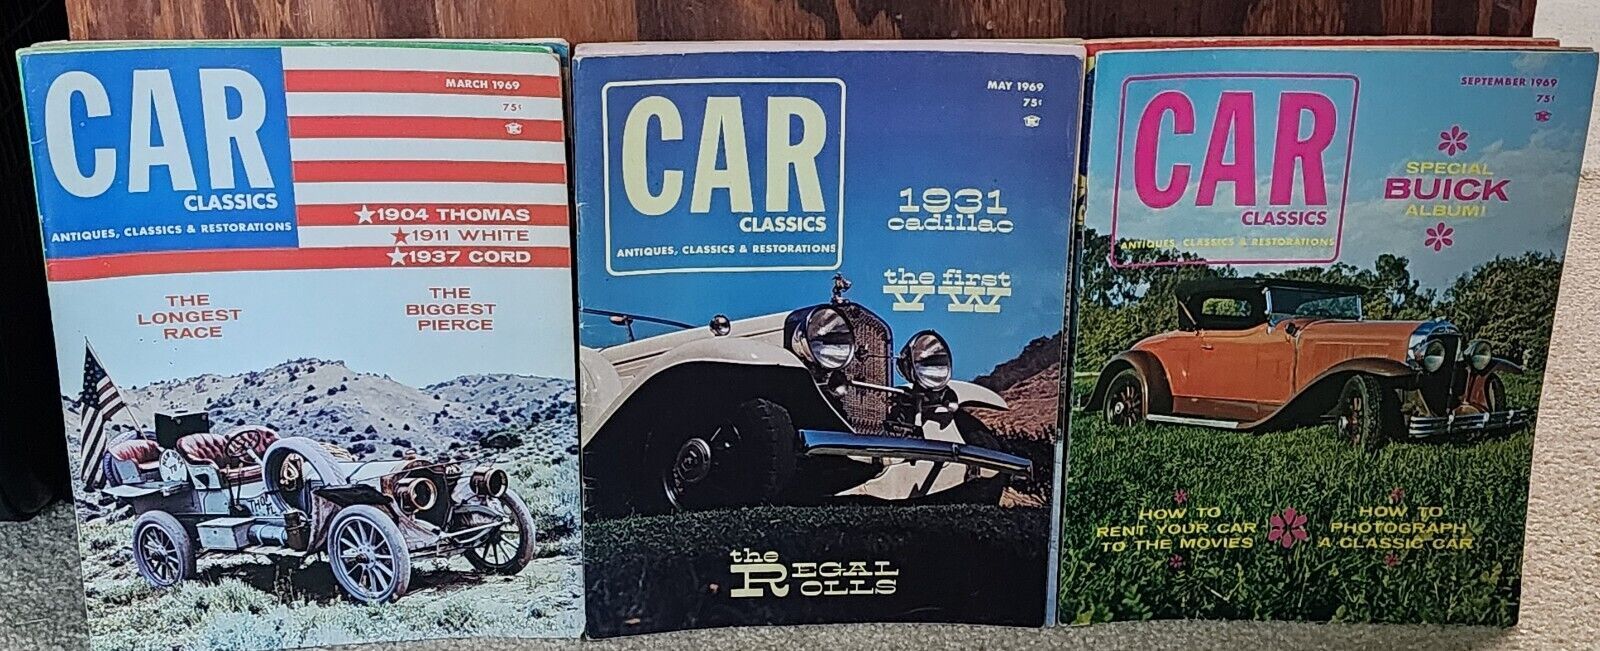 CAR
CLASSICS
ANTIQUES, CLASSICS & RESTORATIONS
MARCH 1969
75¢
★1904 THOMAS
★1911 WHITE
★1937 CORD
THE
LONGEST
RACE
THE
BIGGEST
PIERCE
CAR
CLASSICS
ANTIQUES, CLASSICS & RESTORATIONS
MAY 1969
75¢
1931
cadillac
the first
VW
the
REGAL
ROLLS
CAR
CLASSICS
ANTIQUES, CLASSICS & RESTORATIONS
SEPTEMBER 1969
75¢
SPECIAL
BUICK
ALBUM!
HOW TO
RENT YOUR CAR
TO THE MOVIES
HOW TO
PHOTOGRAPH
A CLASSIC CAR